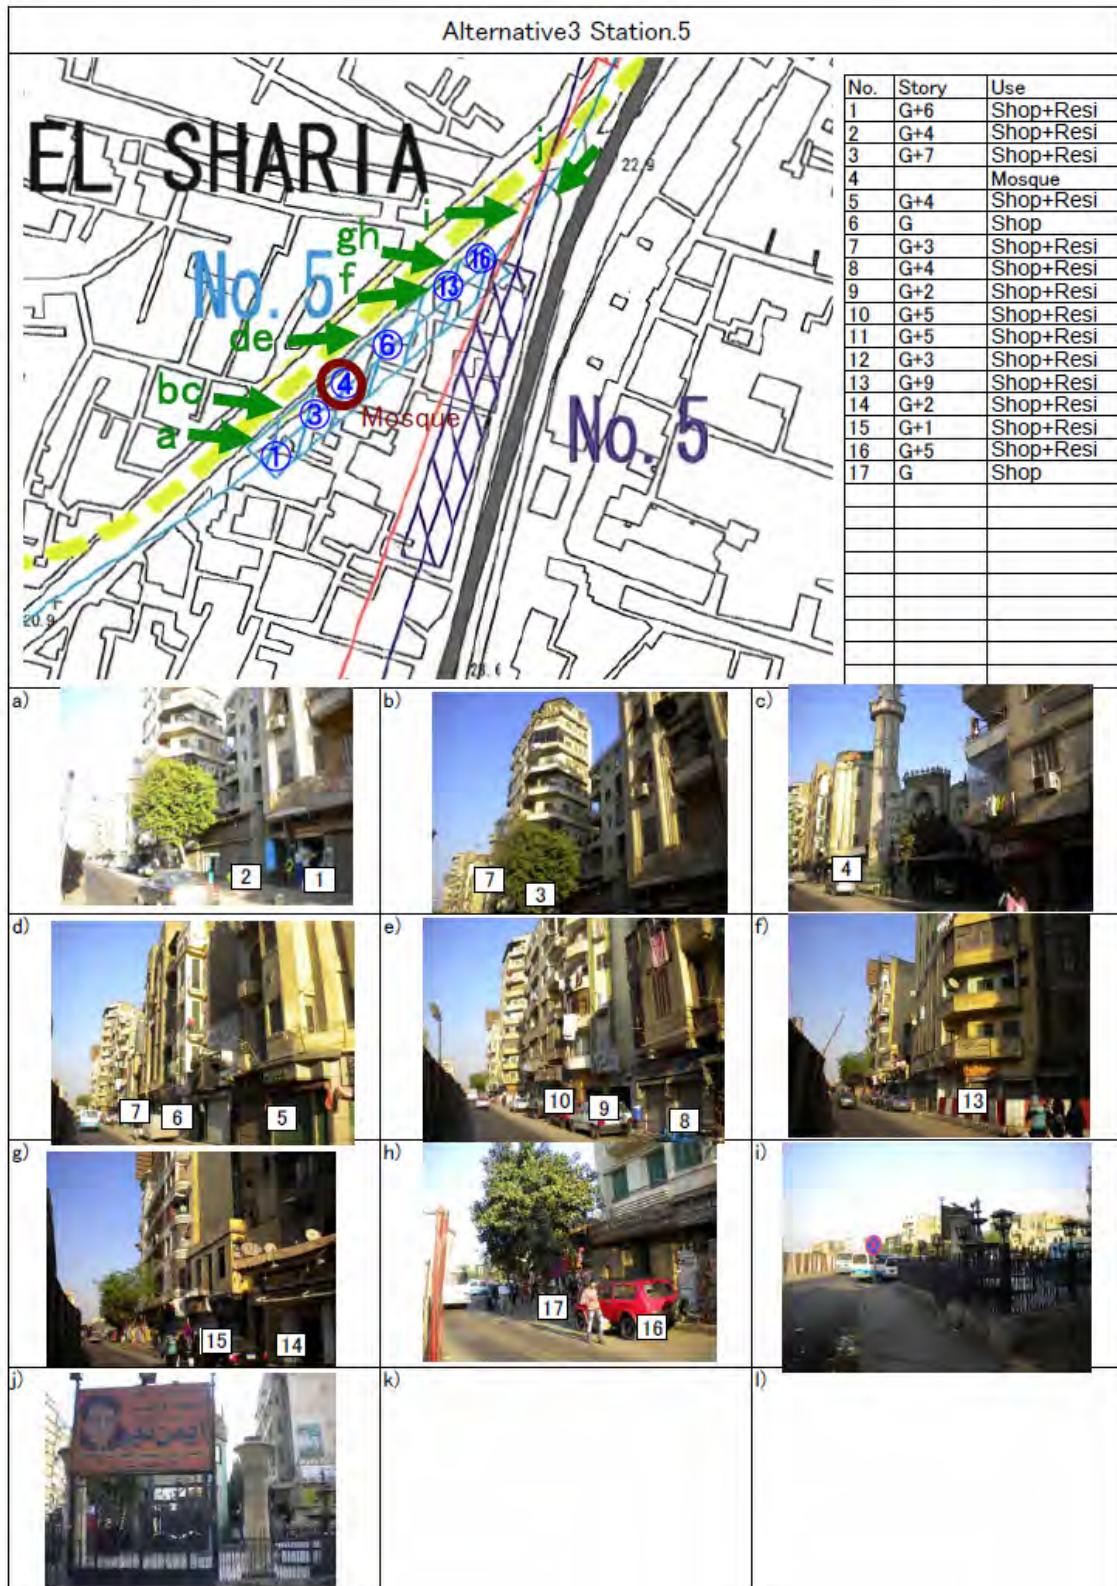 Alternative3 Station.5
EL SHARIA
No. 5
No. 5
22.9
20.9
a
bc
de
f
gh
i
j
1
3
4
Mosque
6
13
16
No. Story Use
1 G+6 Shop+Resi
2 G+4 Shop+Resi
3 G+7 Shop+Resi
4 Mosque
5 G+4 Shop+Resi
6 G Shop
7 G+3 Shop+Resi
8 G+4 Shop+Resi
9 G+2 Shop+Resi
10 G+5 Shop+Resi
11 G+5 Shop+Resi
12 G+3 Shop+Resi
13 G+9 Shop+Resi
14 G+2 Shop+Resi
15 G+1 Shop+Resi
16 G+5 Shop+Resi
17 G Shop
a)
2 1
b)
7 3
c)
4
d)
7 6 5
e)
10 9 8
f)
13
g)
15 14
h)
17 16
i)
j)
k)
l)